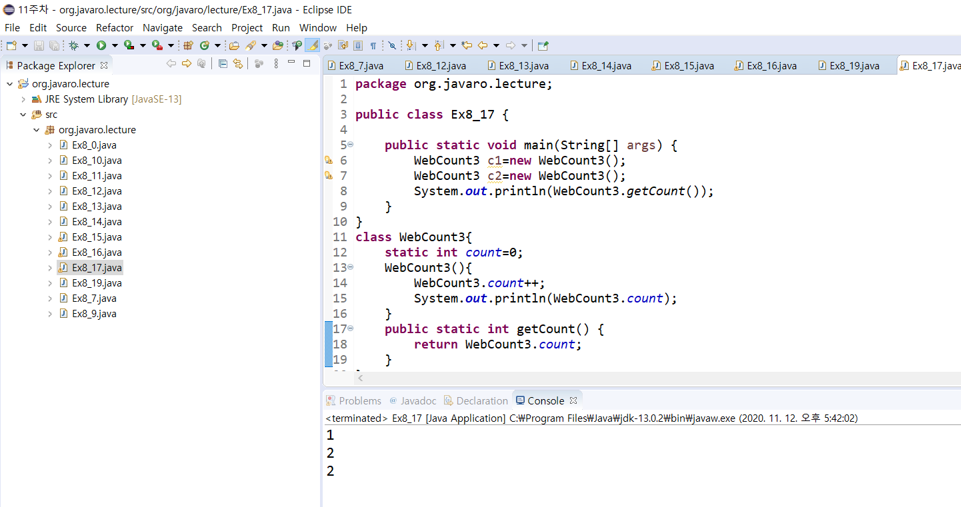 11주차 - org.javaro.lecture/src/org/javaro/lecture/Ex8_17.java - Eclipse IDE
File Edit Source Refactor Navigate Search Project Run Window Help
Package Explorer
org.javaro.lecture
JRE System Library [JavaSE-13]
src
org.javaro.lecture
Ex8_0.java
Ex8_10.java
Ex8_11.java
Ex8_12.java
Ex8_13.java
Ex8_14.java
Ex8_15.java
Ex8_16.java
Ex8_17.java
Ex8_19.java
Ex8_7.java
Ex8_9.java
Ex8_7.java Ex8_12.java Ex8_13.java Ex8_14.java Ex8_15.java Ex8_16.java Ex8_19.java Ex8_17.java
1 package org.javaro.lecture;
2
3 public class Ex8_17 {
4
5 public static void main(String[] args) {
6 WebCount3 c1=new WebCount3();
7 WebCount3 c2=new WebCount3();
8 System.out.println(WebCount3.getCount());
9 }
10 }
11 class WebCount3{
12 static int count=0;
13 WebCount3(){
14 WebCount3.count++;
15 System.out.println(WebCount3.count);
16 }
17 public static int getCount() {
18 return WebCount3.count;
19 }
Problems @ Javadoc Declaration Console
<terminated> Ex8_17 [Java Application] C:₩Program Files₩Java₩jdk-13.0.2₩bin₩javaw.exe (2020. 11. 12. 오후 5:42:02)
1
2
2